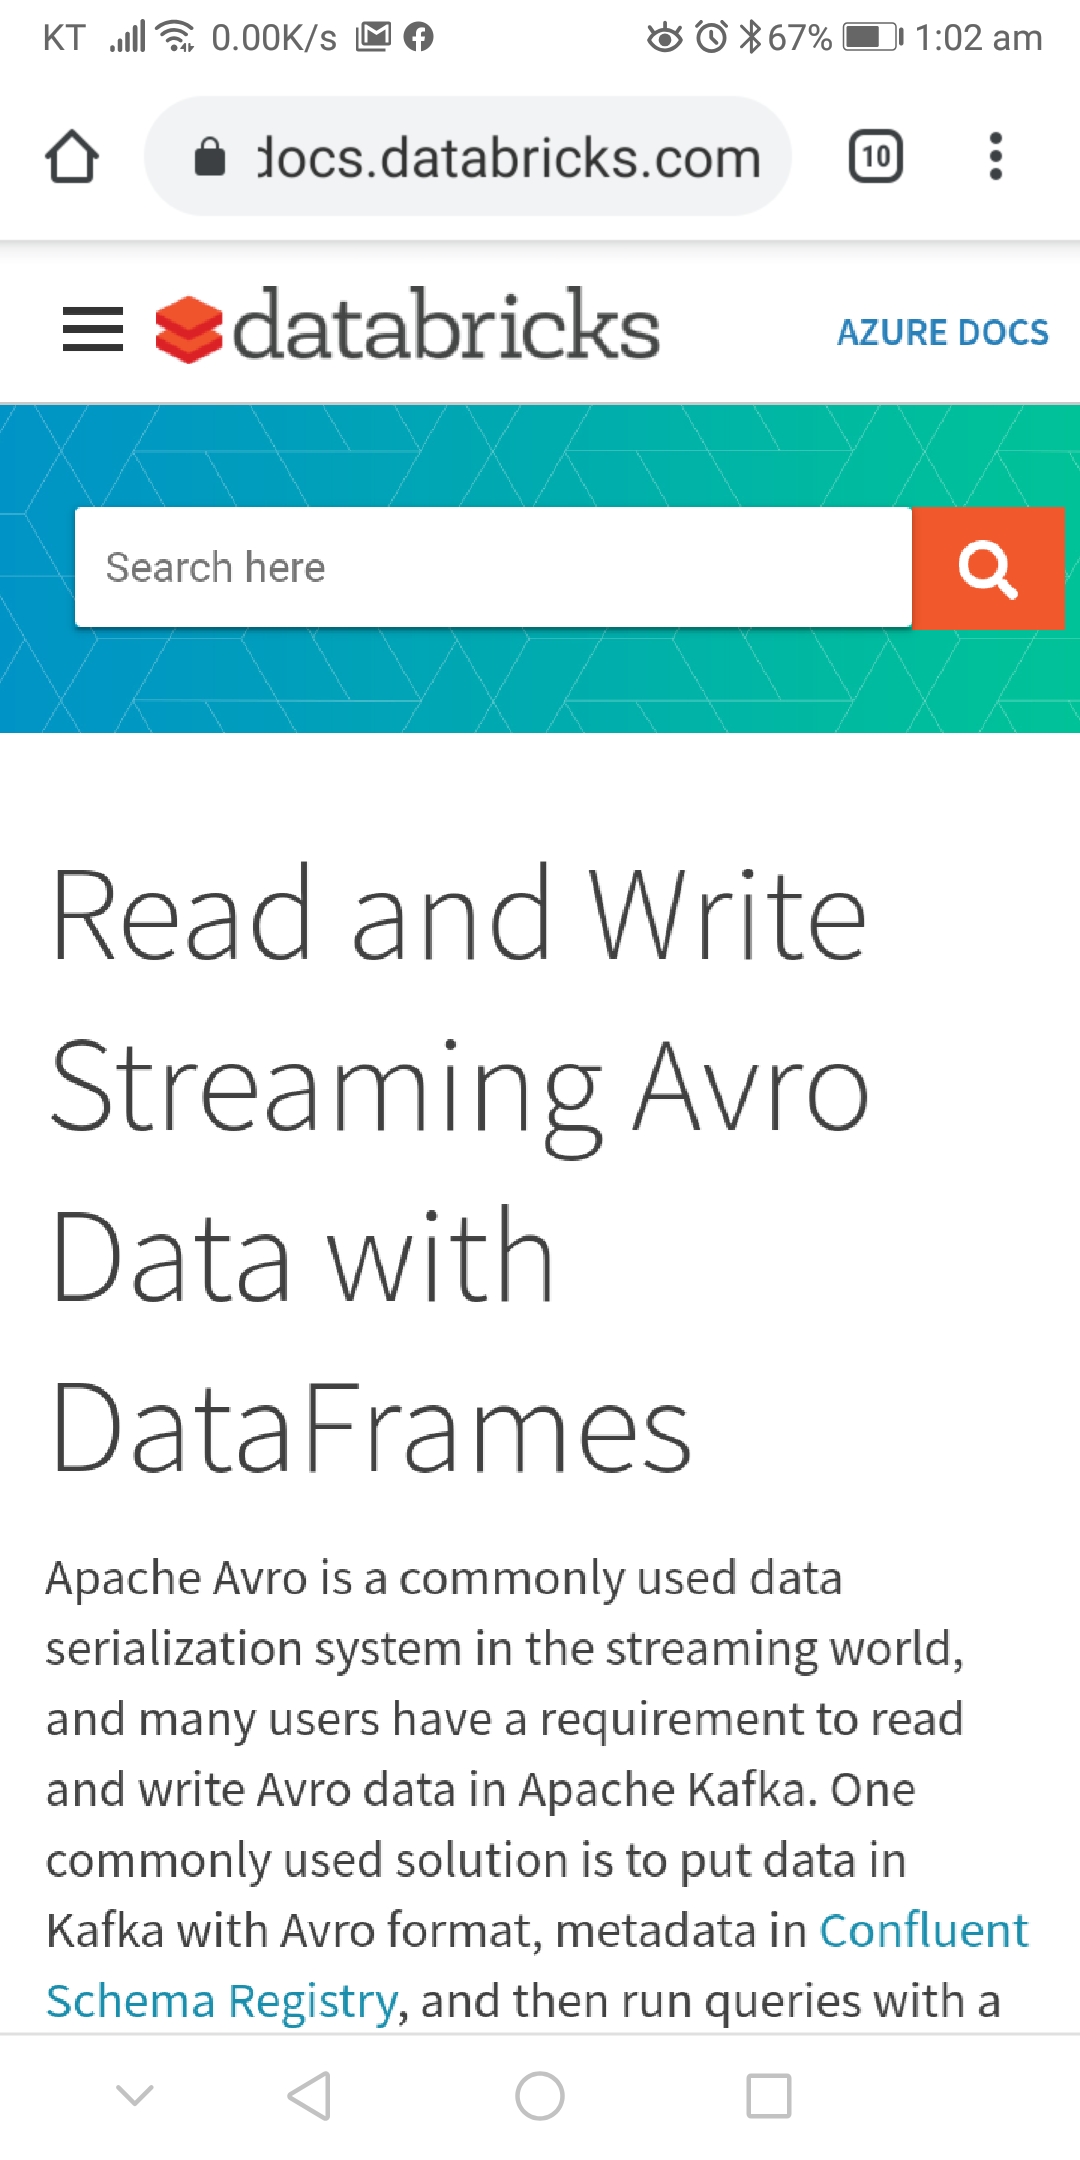 KT 0.00K/s 67% 1:02 am
docs.databricks.com 10
databricks AZURE DOCS
Search here
Read and Write
Streaming Avro
Data with
DataFrames
Apache Avro is a commonly used data
serialization system in the streaming world,
and many users have a requirement to read
and write Avro data in Apache Kafka. One
commonly used solution is to put data in
Kafka with Avro format, metadata in Confluent
Schema Registry, and then run queries with a